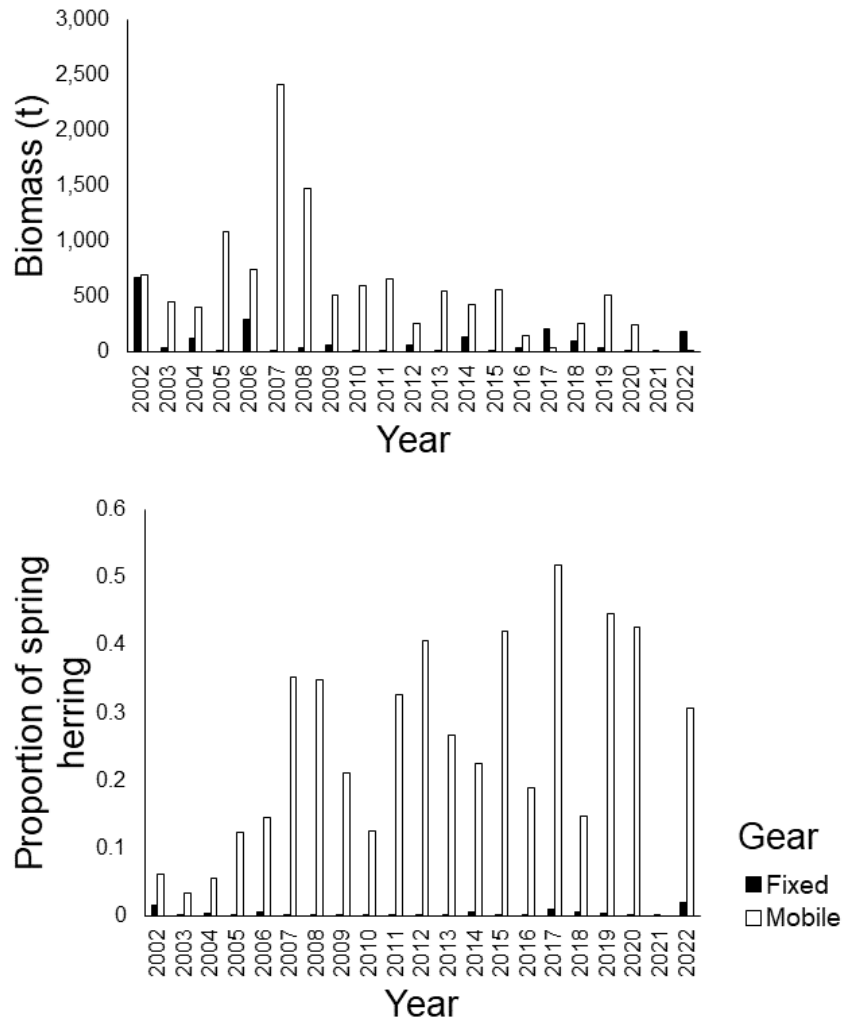 3,000
2,500
2,000
1,500
1,000
500
0
Biomass (t)
2002 2003 2004 2005 2006 2007 2008 2009 2010 2011 2012 2013 2014 2015 2016 2017 2018 2019 2020 2021 2022
Year
0.6
0.5
0.4
0.3
0.2
0.1
0
Proportion of spring
herring
2002 2003 2004 2005 2006 2007 2008 2009 2010 2011 2012 2013 2014 2015 2016 2017 2018 2019 2020 2021 2022
Year
Gear
Fixed
Mobile